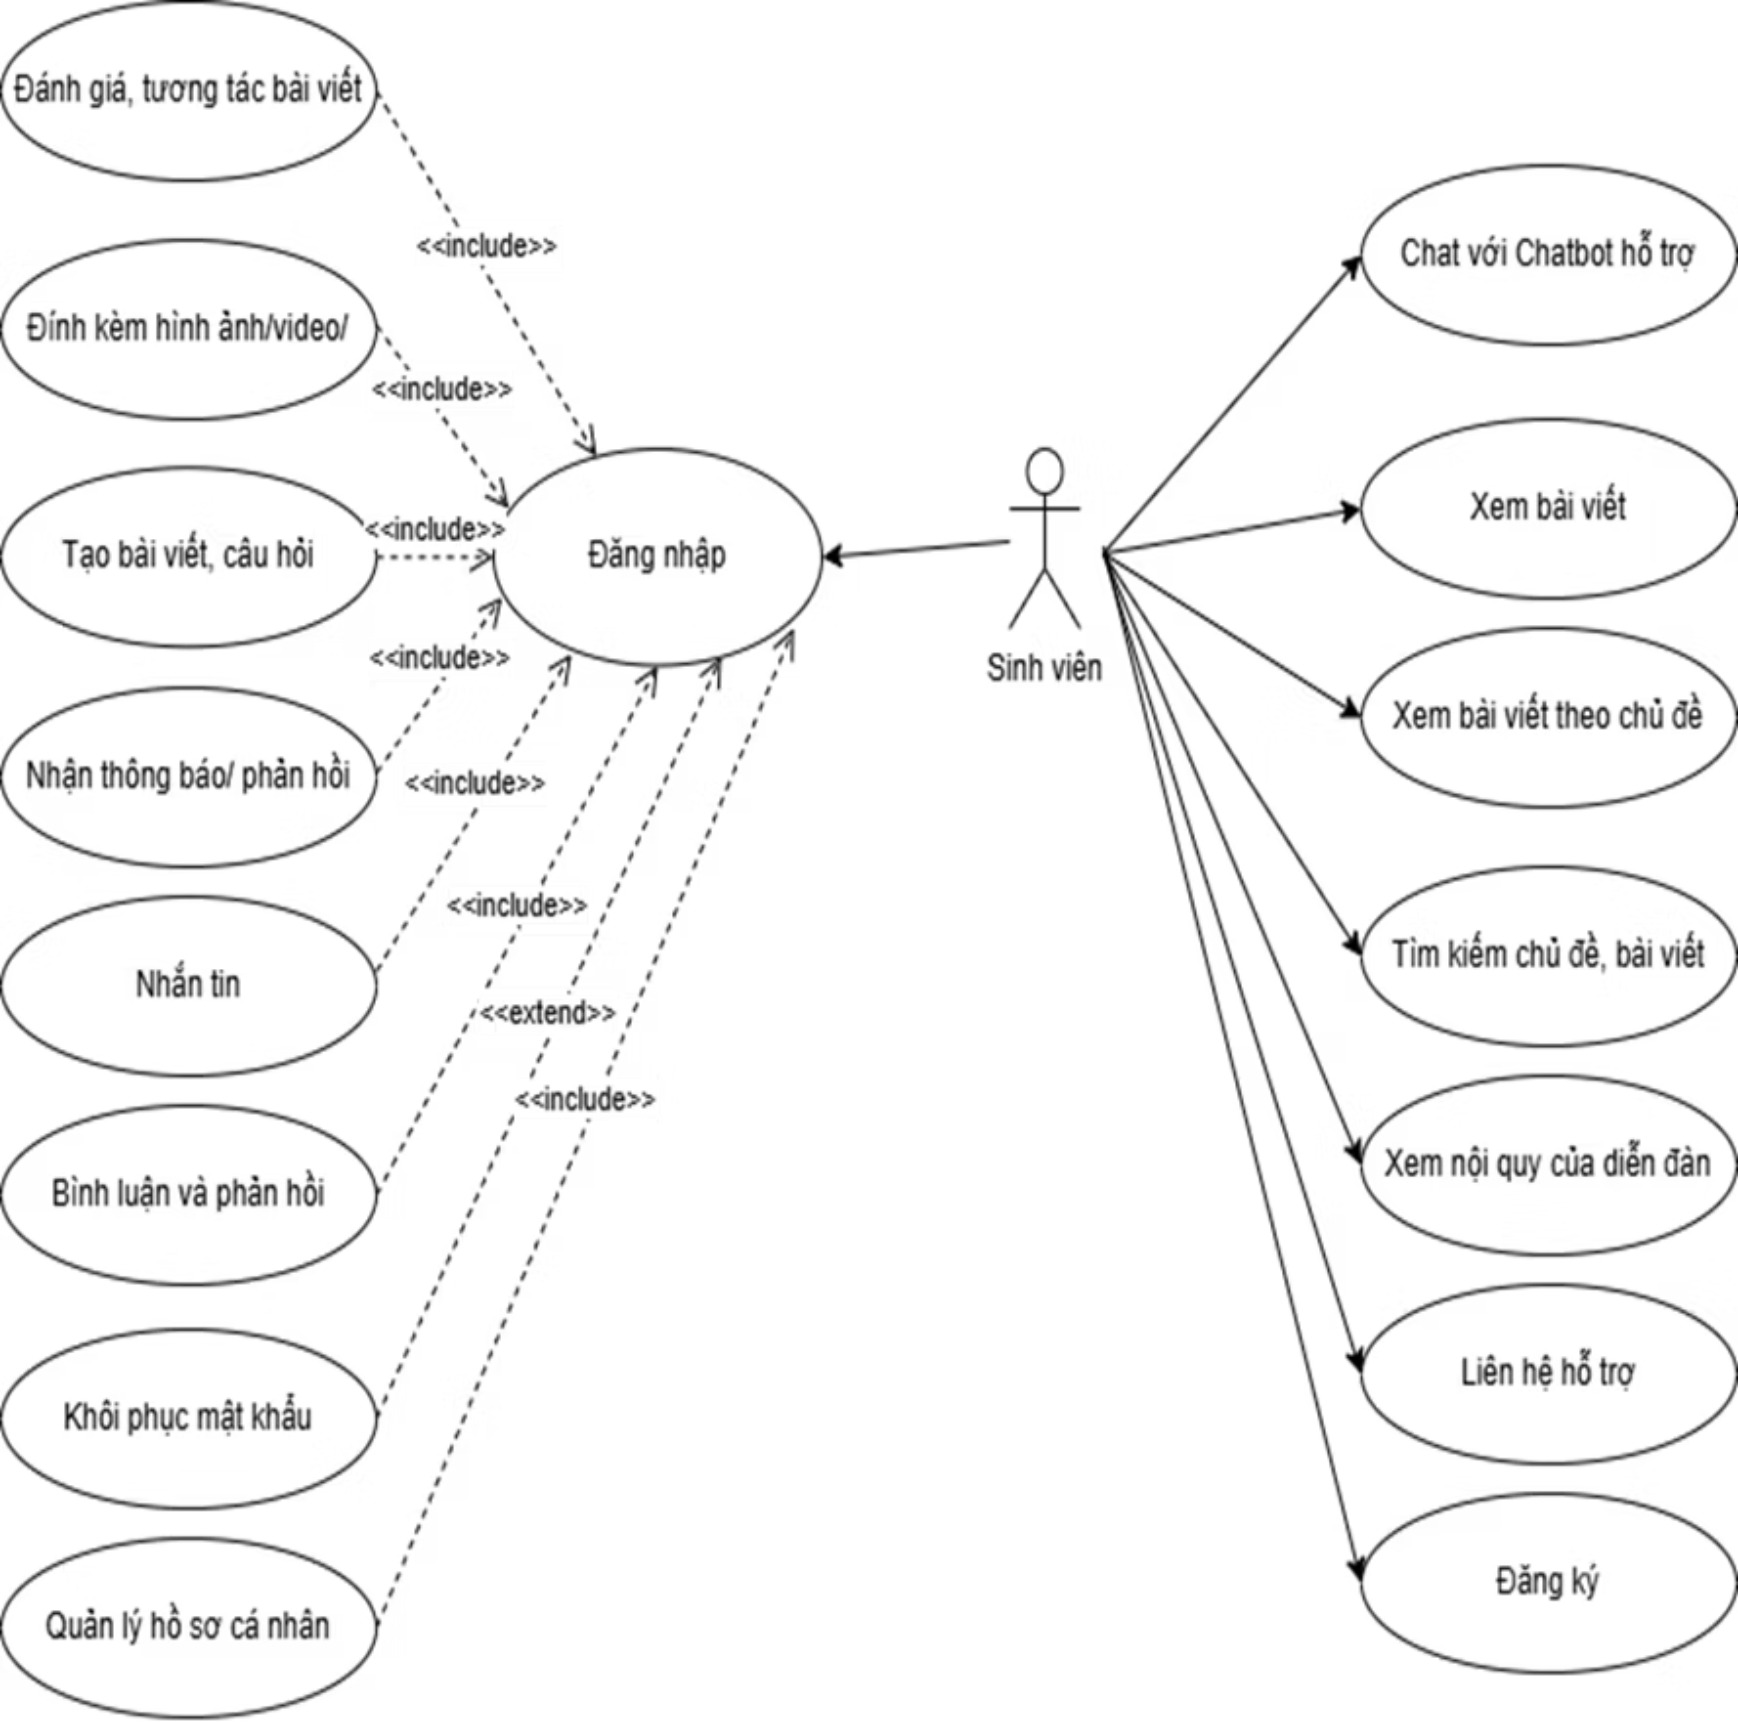 Đánh giá, tương tác bài viết
<<include>>
Chat với Chatbot hỗ trợ
Đính kèm hình ảnh/video/
<<include>>
Xem bài viết
<<include>>
Tạo bài viết, câu hỏi
Đăng nhập
<<include>>
Sinh viên
Xem bài viết theo chủ đề
Nhận thông báo/ phản hồi
<<include>>
<<include>>
Tìm kiếm chủ đề, bài viết
Nhắn tin
<<extend>>
<<include>>
Xem nội quy của diễn đàn
Bình luận và phản hồi
Liên hệ hỗ trợ
Khôi phục mật khẩu
Đăng ký
Quản lý hồ sơ cá nhân